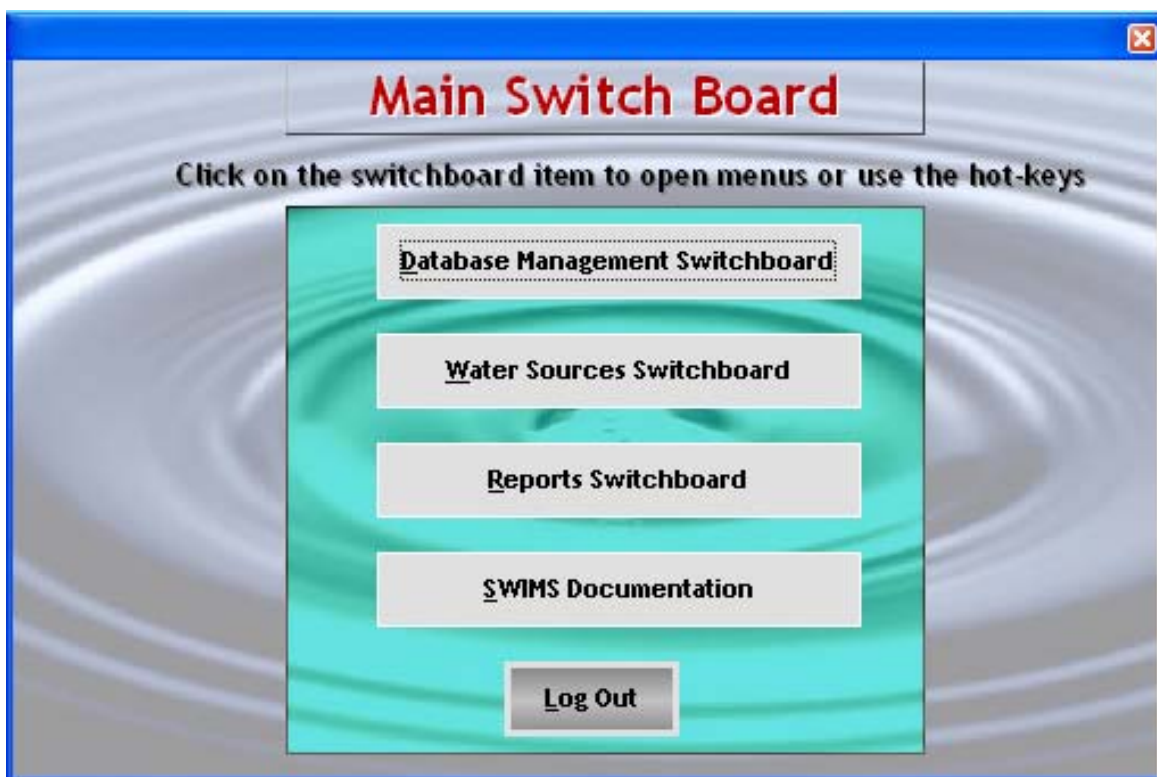 Main Switch Board
Click on the switchboard item to open menus or use the hot-keys
Database Management Switchboard
Water Sources Switchboard
Reports Switchboard
SWIMS Documentation
Log Out